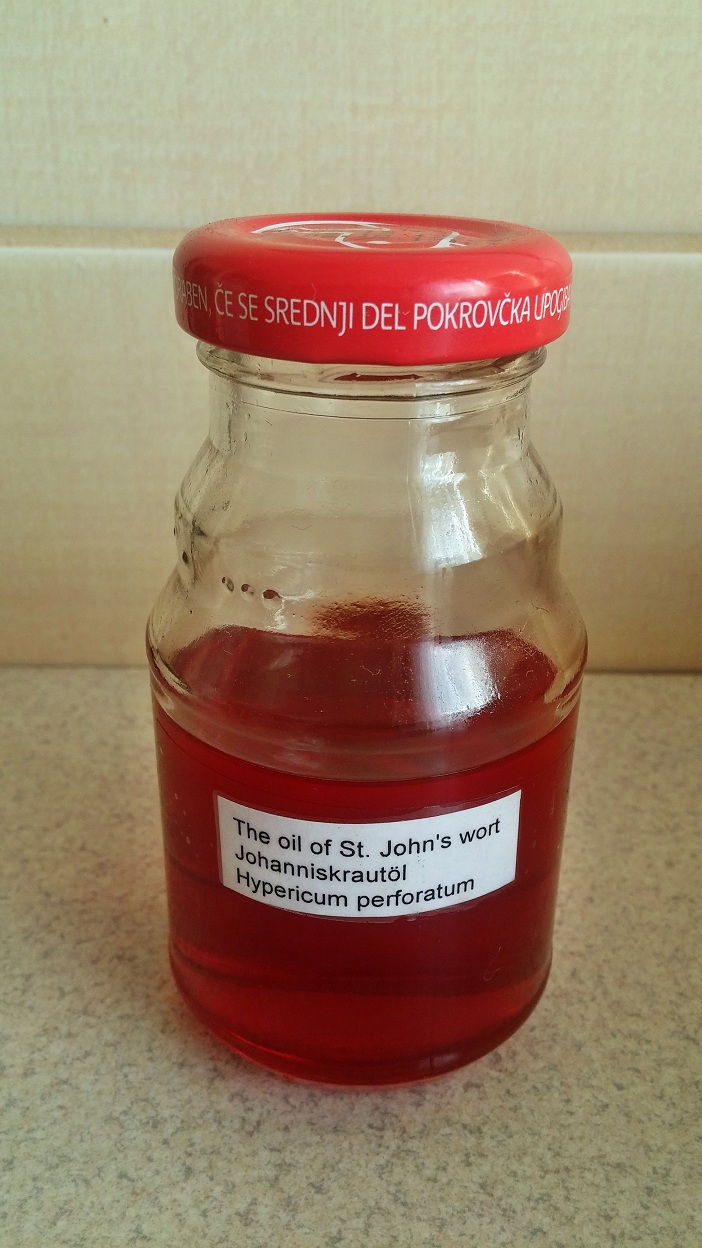 ČE SE SREDNJI DEL POKROVČKA
The oil of St. John's wort
Johanniskrautöl
Hypericum perforatum